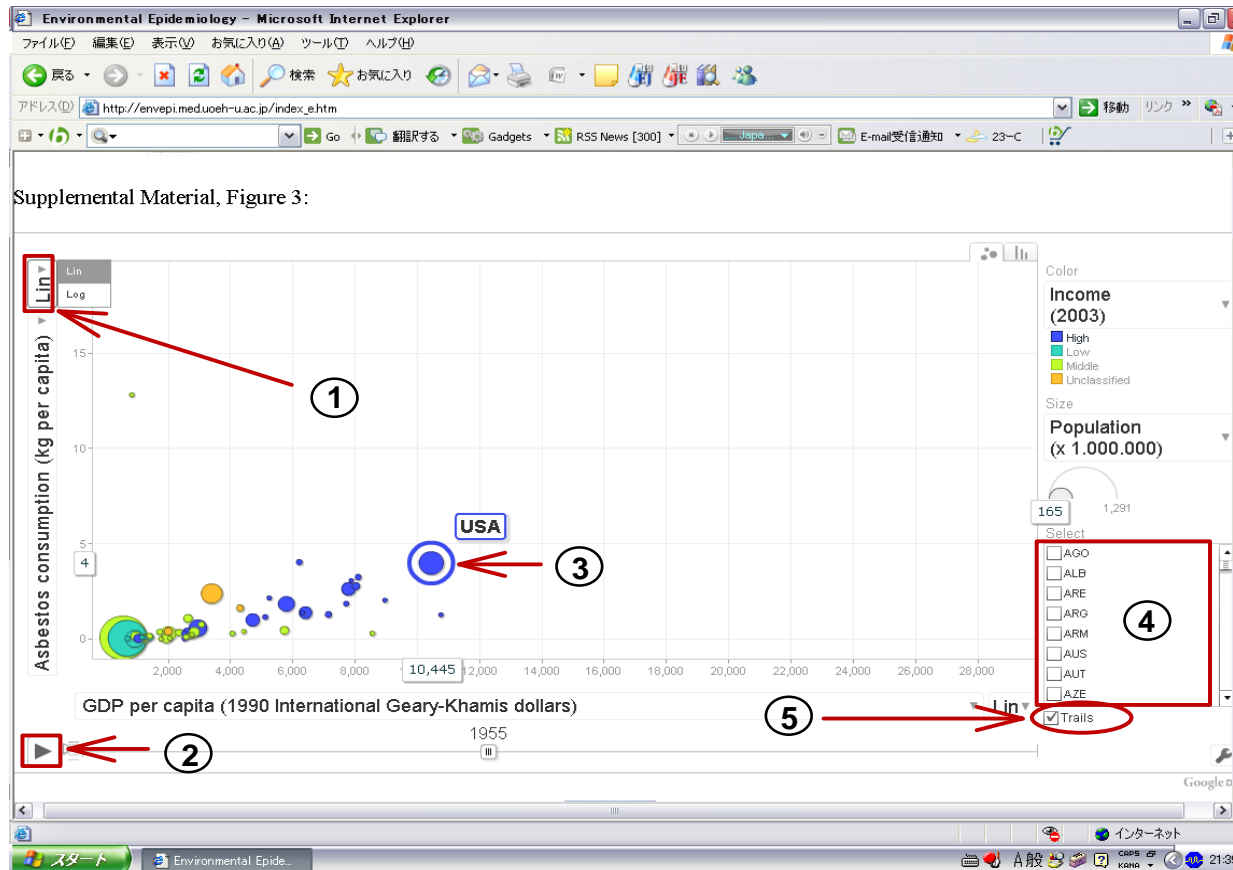 Environmental Epidemiology - Microsoft Internet Explorer
ファイル(F) 編集(E) 表示(V) お気に入り(A) ツール(T) ヘルプ(H)
戻る 検索 お気に入り
アドレス(D) http://envepi.med.uoeh-u.ac.jp/index_e.htm 移動 リンク
Go 翻訳する Gadgets RSS News [300] Japa... E-mail受信通知 23~C
Supplemental Material, Figure 3:
Lin
Lin
Log
Asbestos consumption (kg per capita)
15
10
5
4
0
1
USA
3
2,000 4,000 6,000 8,000 10,445 12,000 14,000 16,000 18,000 20,000 22,000 24,000 26,000 28,000
GDP per capita (1990 International Geary-Khamis dollars) Lin
1955
2
Color
Income
(2003)
High
Low
Middle
Unclassified
Size
Population
(x 1.000.000)
165 1,291
Select
AGO
ALB
ARE
ARG
ARM
AUS
AUT
AZE
4
5
Trails
Google
インターネット
スタート Environmental Epide... A般 CAPS KANA 21:39